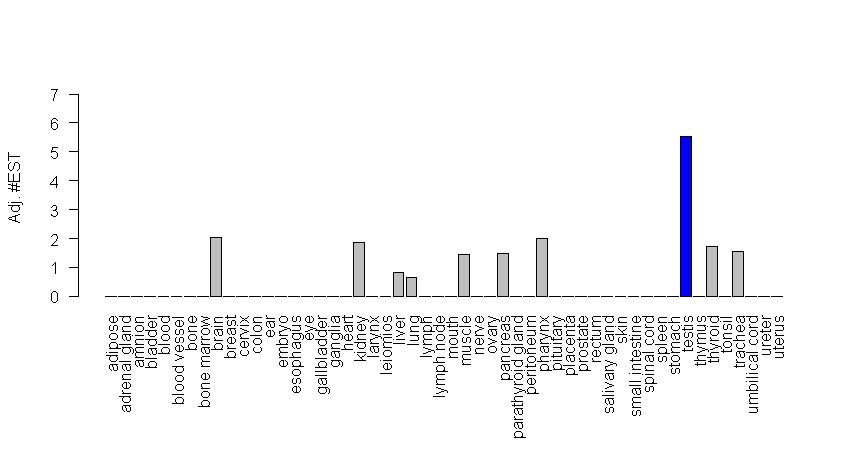 7
6
5
4
3
2
1
0
Adj. #EST
adipose
adrenal gland
amnion
bladder
blood
blood vessel
bone
bone marrow
brain
breast
cervix
colon
ear
embryo
esophagus
eye
gallbladder
ganglia
heart
kidney
larynx
leiomios
liver
lung
lymph
lymph node
mouth
muscle
nerve
ovary
pancreas
parathyroid gland
peritoneum
pharynx
pituitary
placenta
prostate
rectum
salivary gland
skin
small intestine
spinal cord
spleen
stomach
testis
thymus
thyroid
tonsil
trachea
umbilical cord
ureter
uterus